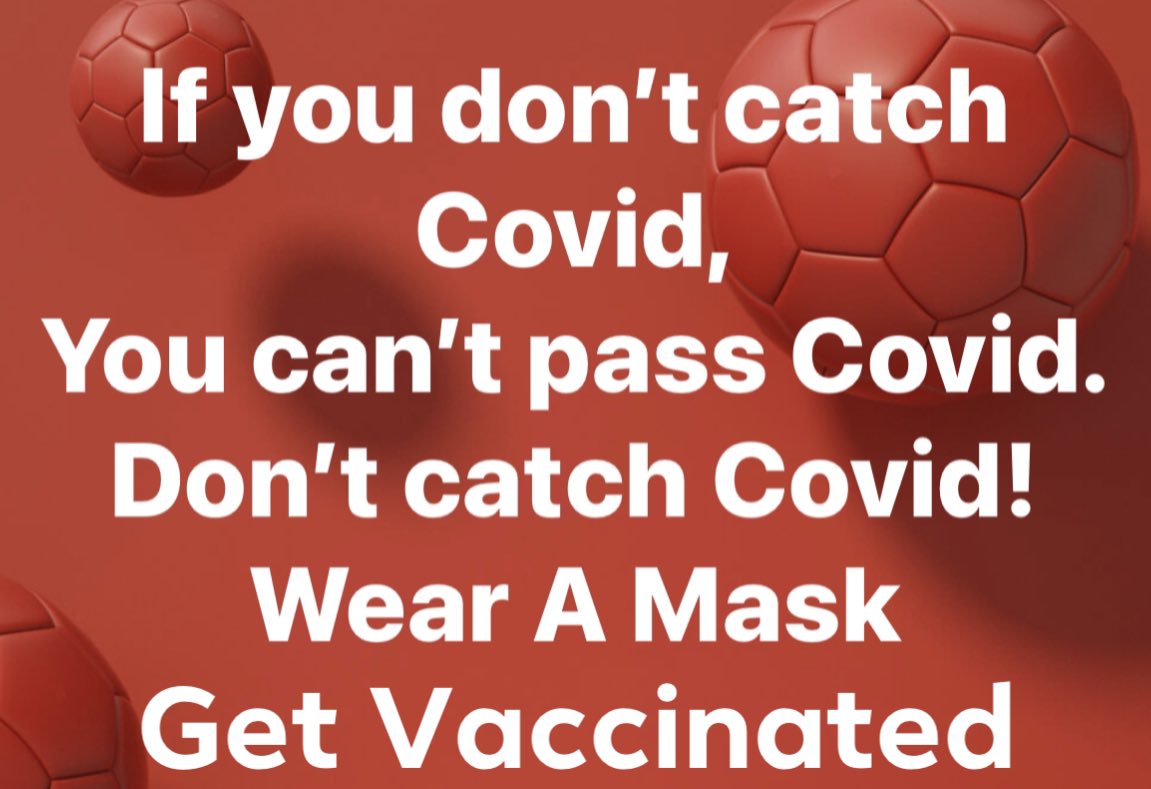 If you don’t catch
Covid,
You can’t pass Covid.
Don’t catch Covid!
Wear A Mask
Get Vaccinated